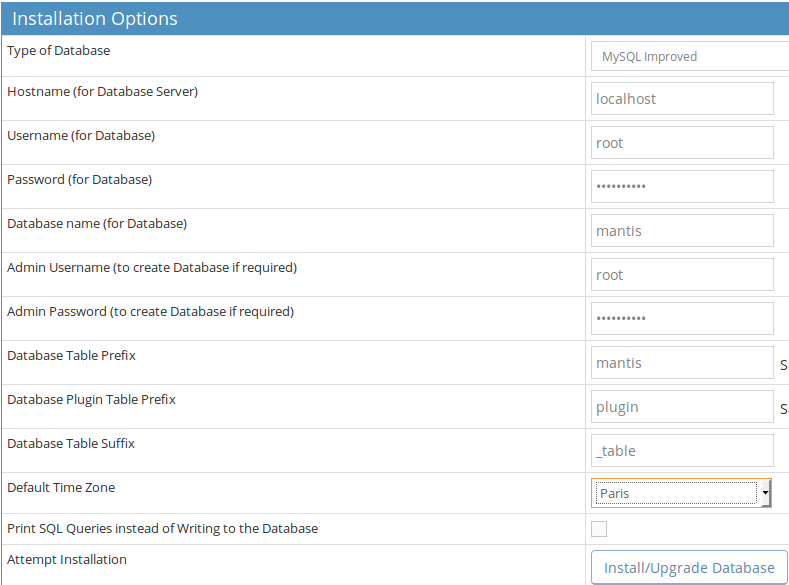 Installation Options
Type of Database MySQL Improved
Hostname (for Database Server) localhost
Username (for Database) root
Password (for Database) ••••••••••
Database name (for Database) mantis
Admin Username (to create Database if required) root
Admin Password (to create Database if required) ••••••••••
Database Table Prefix mantis
Database Plugin Table Prefix plugin
Database Table Suffix _table
Default Time Zone Paris
Print SQL Queries instead of Writing to the Database
Attempt Installation Install/Upgrade Database